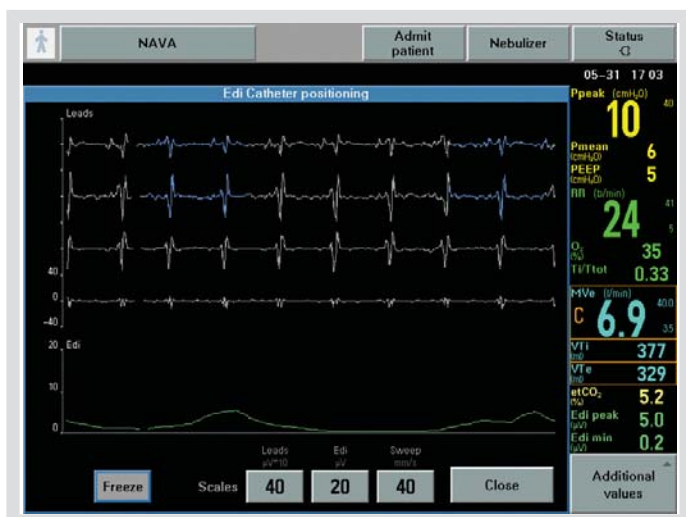 NAVA
Admit
patient
Nebulizer
Status
05-31 17 03
Edi Catheter positioning
Leads
40
0
-40
20 Edi
10
0
Leads Edi Sweep
µV*10 µV mm/s
Freeze Scales 40 20 40 Close
Ppeak (cmH₂O)
40
10
Pmean
(cmH₂O) 6
PEEP
(cmH₂O) 5
RR (b/min)
41
24
5
O₂
(%) 35
Ti/Ttot 0.33
MVe (l/min)
40.0
C 6.9
3.5
VTi
(ml) 377
VTe
(ml) 329
etCO₂
(%) 5.2
Edi peak
(µV) 5.0
Edi min
(µV) 0.2
Additional
values